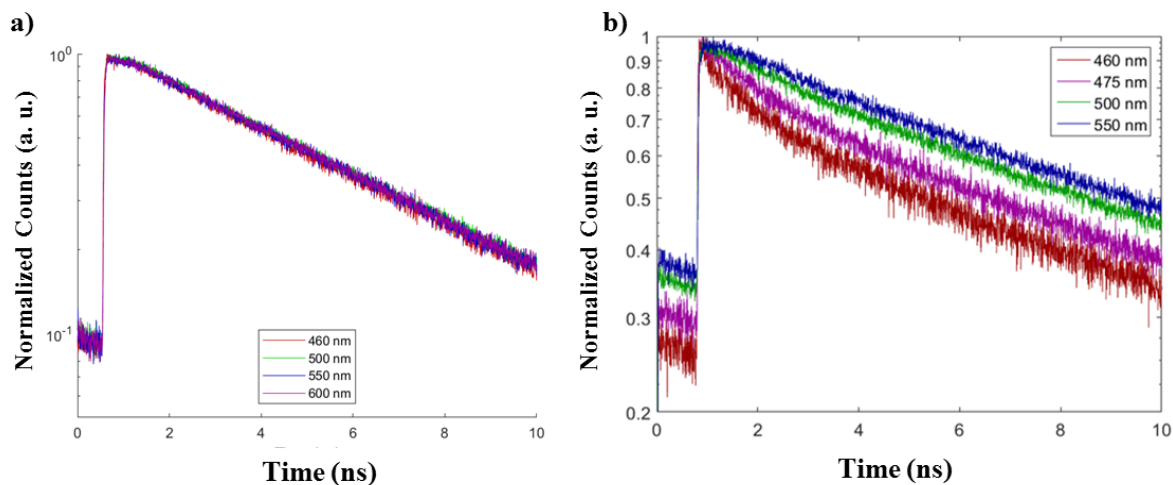 a)
Normalized Counts (a. u.)
10^0
10^-1
460 nm
500 nm
550 nm
600 nm
0 2 4 6 8 10
Time (ns)
b)
Normalized Counts (a. u.)
1
0.9
0.8
0.7
0.6
0.5
0.4
0.3
0.2
460 nm
475 nm
500 nm
550 nm
0 2 4 6 8 10
Time (ns)